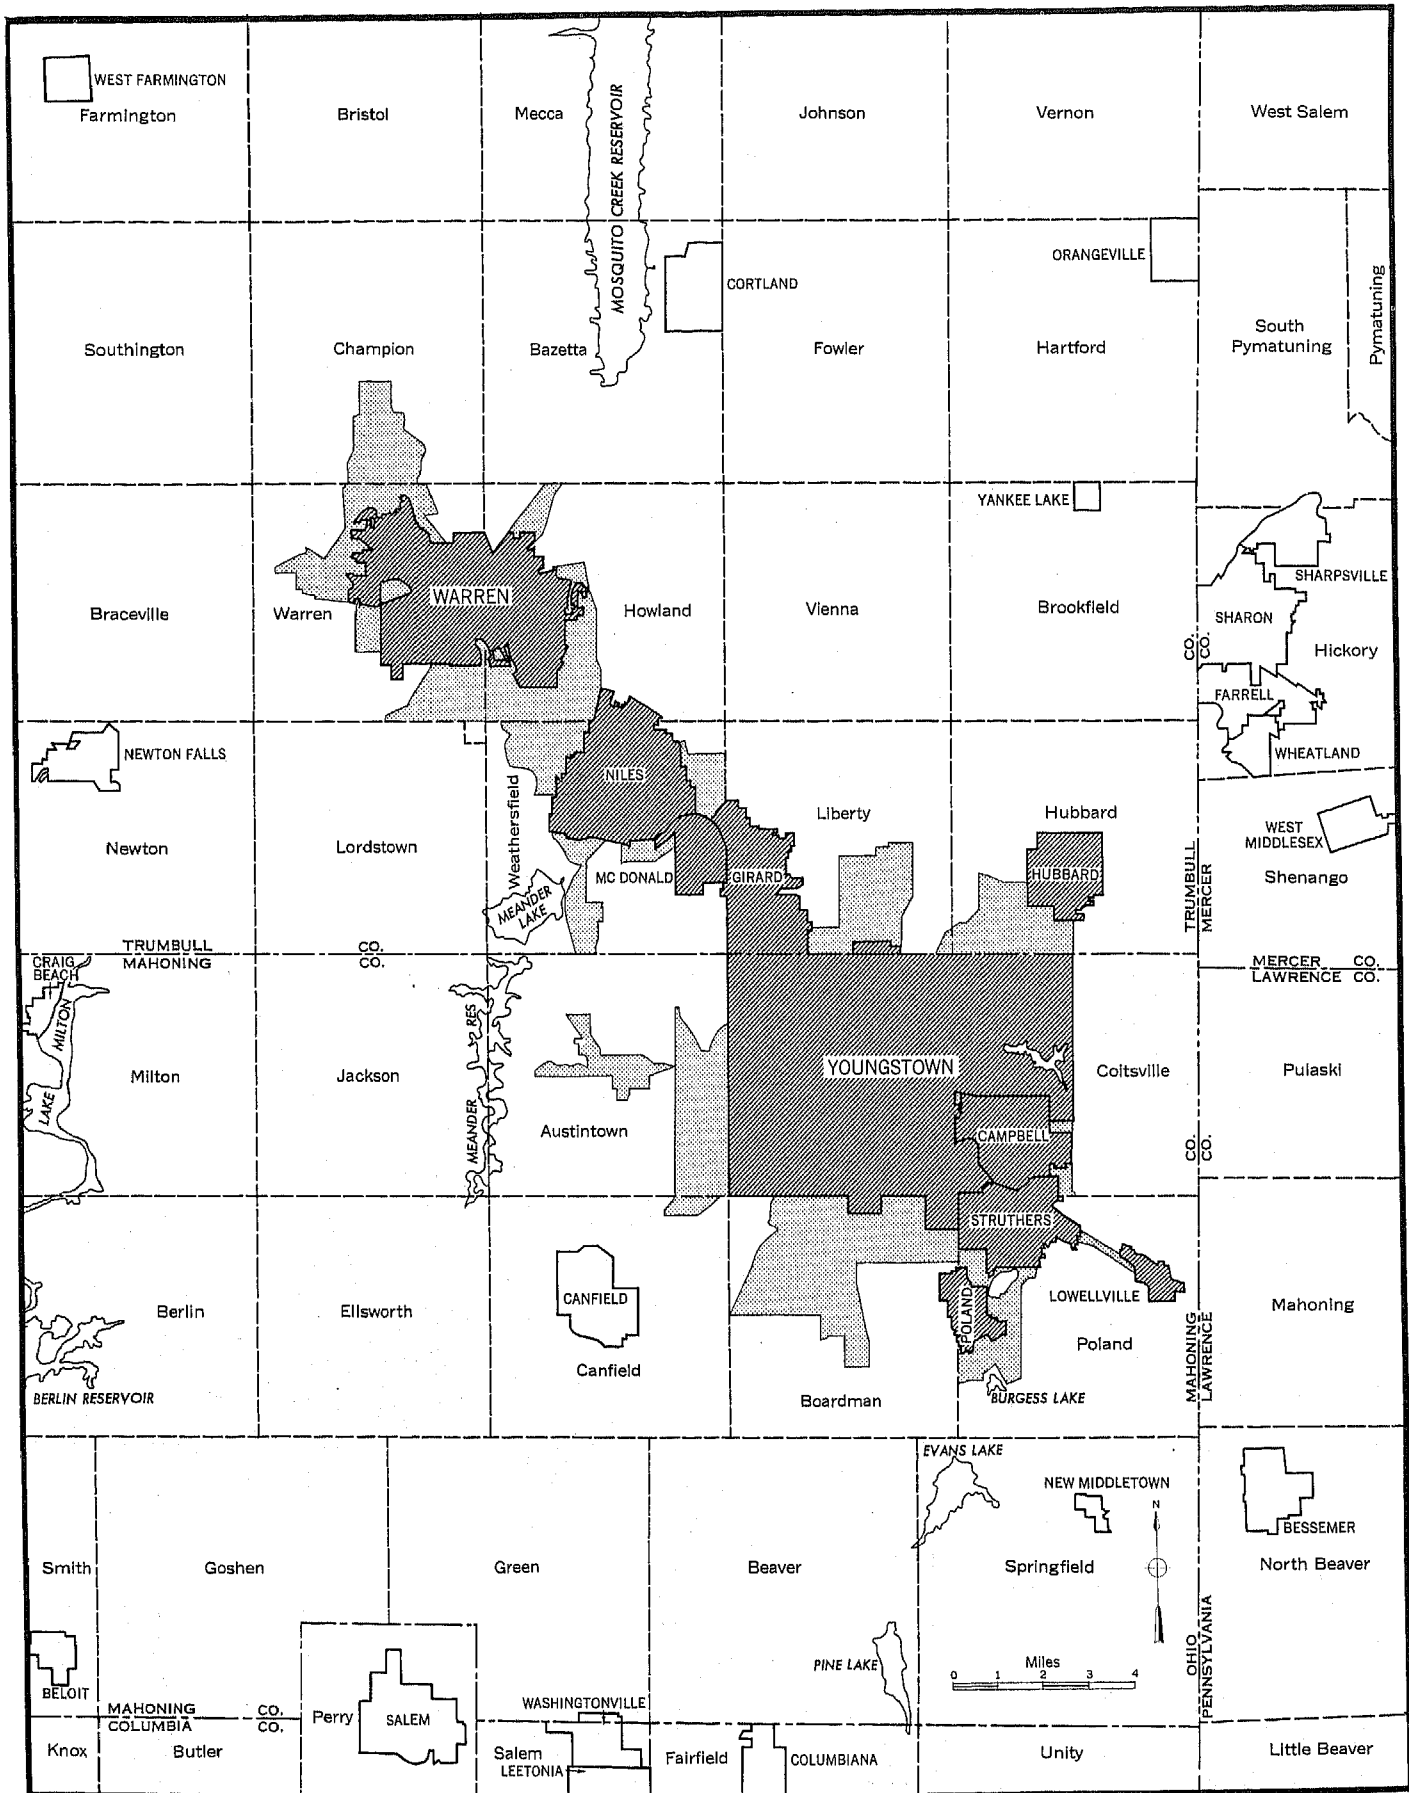 WEST FARMINGTON
Farmington
Bristol
Mecca
MOSQUITO CREEK RESERVOIR
Johnson
Vernon
West Salem
ORANGEVILLE
CORTLAND
Southington
Champion
Bazetta
Fowler
Hartford
South
Pymatuning
Pymatuning
YANKEE LAKE
SHARPSVILLE
Braceville
Warren
WARREN
Howland
Vienna
Brookfield
SHARON
CO.
CO.
Hickory
FARRELL
WHEATLAND
NEWTON FALLS
NILES
Weathersfield
Liberty
Hubbard
WEST
MIDDLESEX
Newton
Lordstown
MC DONALD
GIRARD
HUBBARD
Shenango
MEANDER
LAKE
TRUMBULL
MERCER
TRUMBULL CO.
MAHONING CO.
CRAIG
BEACH
MERCER CO.
LAWRENCE CO.
LAKE MILTON
Milton
Jackson
MEANDER RES
YOUNGSTOWN
Coitsville
Pulaski
Austintown
CAMPBELL
CO.
CO.
STRUTHERS
Berlin
Ellsworth
CANFIELD
POLAND
LOWELLVILLE
Mahoning
Poland
MAHONING
LAWRENCE
Canfield
Boardman
BURGESS LAKE
BERLIN RESERVOIR
EVANS LAKE
NEW MIDDLETOWN
N
BESSEMER
Smith
Goshen
Green
Beaver
Springfield
North Beaver
OHIO
PENNSYLVANIA
PINE LAKE
Miles
0 1 2 3 4
BELOIT
MAHONING CO.
COLUMBIA CO.
Perry
SALEM
WASHINGTONVILLE
Knox
Butler
Salem
LEETONIA
Fairfield
COLUMBIANA
Unity
Little Beaver